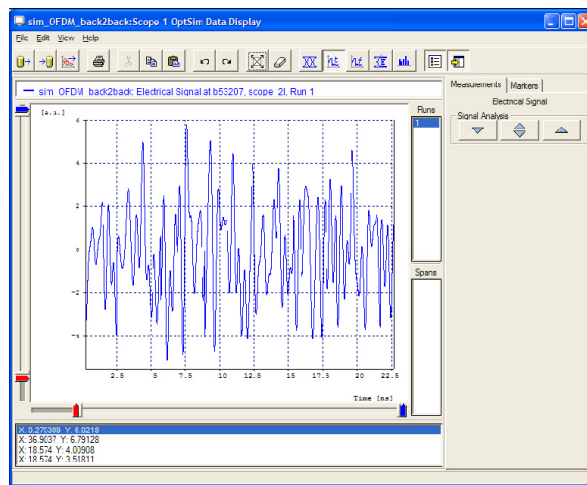 sim_OFDM_back2back:Scope 1 OptSim Data Display
File Edit View Help
sim_OFDM_back2back: Electrical Signal at b53207, scope_2I, Run 1
Measurements Markers
Electrical Signal
Signal Analysis
Runs
1
Spans
[a.u.]
6
4
2
0
-2
-4
2.5 5 7.5 10 12.5 15 17.5 20 22.5
Time [ns]
X: 0.275309 Y: 6.0218
X: 36.9037 Y: 6.79128
X: 18.574 Y: 4.00908
X: 18.574 Y: 3.51811